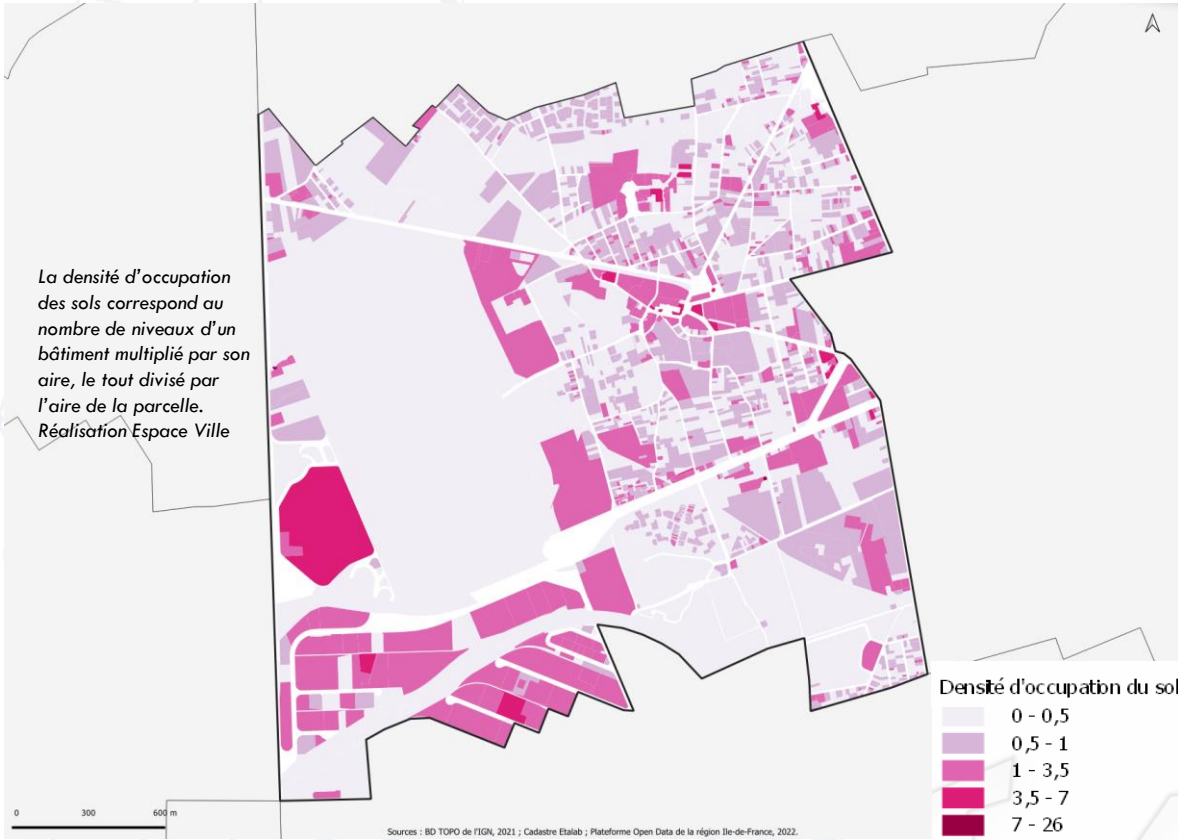 La densité d'occupation
des sols correspond au
nombre de niveaux d'un
bâtiment multiplié par son
aire, le tout divisé par
l'aire de la parcelle.
Réalisation Espace Ville
Densité d'occupation du sol
0 - 0,5
0,5 - 1
1 - 3,5
3,5 - 7
7 - 26
0 300 600 m
Sources : BD TOPO de l'IGN, 2021 ; Cadastre Etalab ; Plateforme Open Data de la région Ile-de-France, 2022.